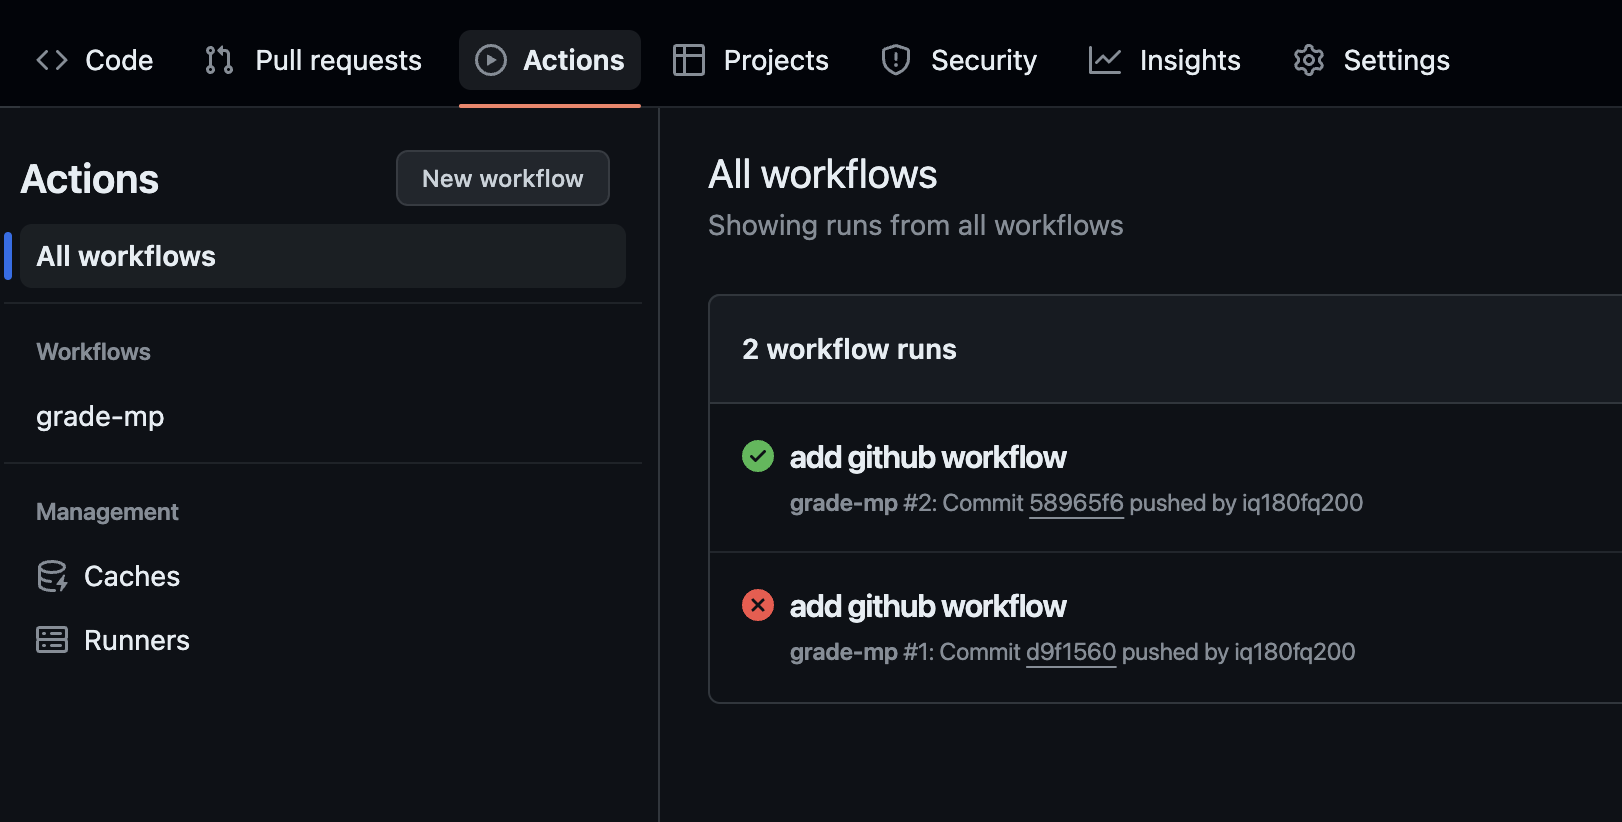 Code Pull requests Actions Projects Security Insights Settings
Actions
New workflow
All workflows
Workflows
grade-mp
Management
Caches
Runners
All workflows
Showing runs from all workflows
2 workflow runs
add github workflow
grade-mp #2: Commit 58965f6 pushed by iq180fq200
add github workflow
grade-mp #1: Commit d9f1560 pushed by iq180fq200